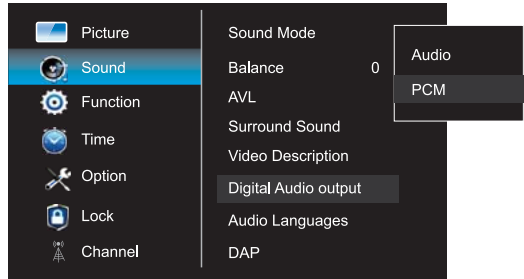 Picture
Sound
Function
Time
Option
Lock
Channel
Sound Mode
Balance 0
AVL
Surround Sound
Video Description
Digital Audio output
Audio Languages
DAP
Audio
PCM